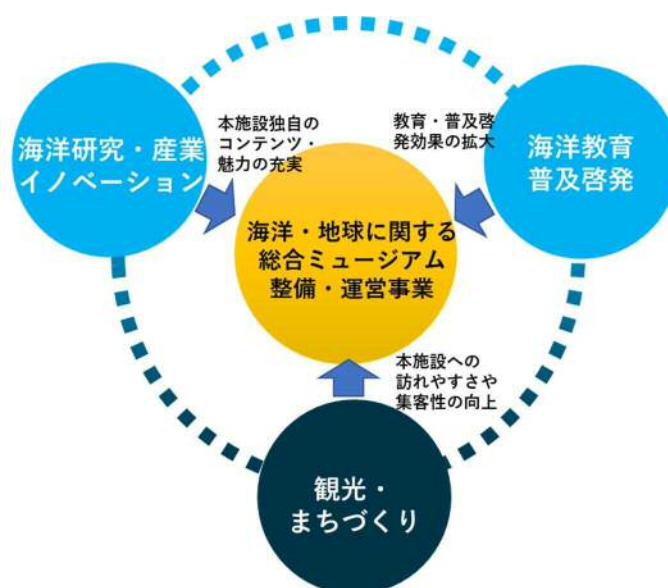 海洋研究・産業
イノベーション
本施設独自の
コンテンツ・
魅力の充実
教育・普及啓
発効果の拡大
海洋教育
普及啓発
海洋・地球に関する
総合ミュージアム
整備・運営事業
本施設への
訪れやすさや
集客性の向上
観光・
まちづくり